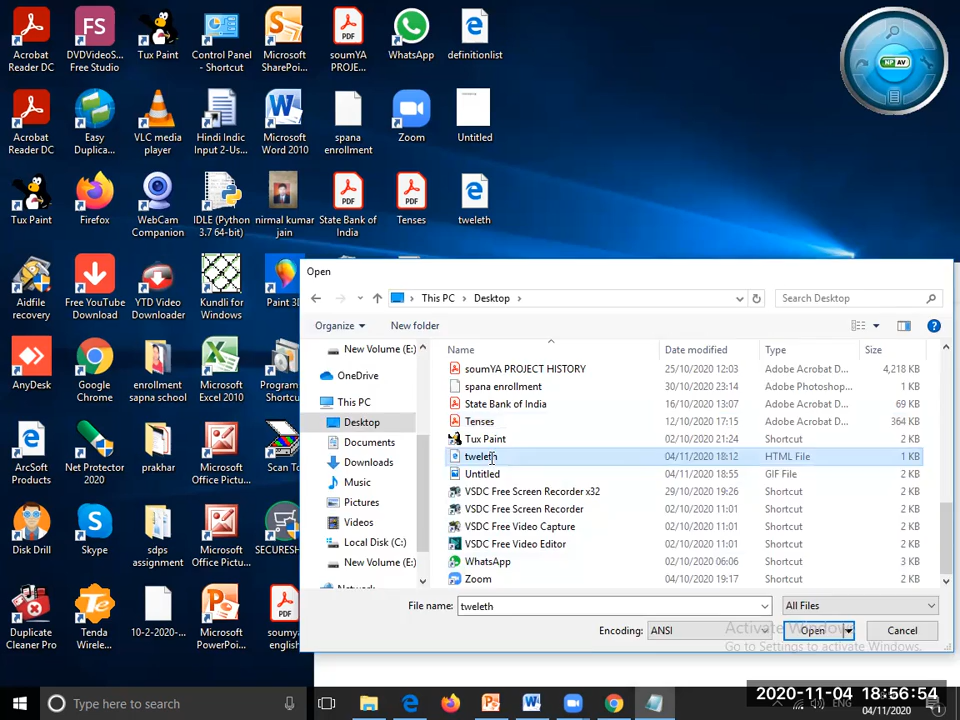 Acrobat Reader DC
DVDVideoS... Free Studio
Tux Paint
Control Panel - Shortcut
Microsoft SharePoi...
soumYA PROJE...
WhatsApp
definitionlist
Acrobat Reader DC
Easy Duplica...
VLC media player
Hindi Indic Input 2-Us...
Microsoft Word 2010
spana enrollment
Zoom
Untitled
NP AV
Tux Paint
Firefox
WebCam Companion
IDLE (Python 3.7 64-bit)
nirmal kumar jain
State Bank of India
Tenses
tweleth
Aidfile recovery
Free YouTube Download
YTD Video Downloader
Kundli for Windows
Paint 3D
AnyDesk
Google Chrome
enrollment sapna school
Microsoft Excel 2010
Program
Shortcut
ArcSoft Products
Net Protector 2020
prakhar
Microsoft Office Pictu...
Scan To
Disk Drill
Skype
sdps assignment
Microsoft Office Pictu...
SECURESH
Duplicate Cleaner Pro
Tenda Wirele...
10-2-2020-...
Microsoft PowerPoi...
soumy english
Open
This PC > Desktop >
Search Desktop
Organize
New folder
New Volume (E:)
OneDrive
This PC
Desktop
Documents
Downloads
Music
Pictures
Videos
Local Disk (C:)
New Volume (E:)
Network
Name Date modified Type Size
soumYA PROJECT HISTORY 25/10/2020 12:03 Adobe Acrobat D... 4,218 KB
spana enrollment 30/10/2020 23:14 Adobe Photoshop... 1 KB
State Bank of India 16/10/2020 13:07 Adobe Acrobat D... 69 KB
Tenses 12/10/2020 17:15 Adobe Acrobat D... 364 KB
Tux Paint 02/10/2020 21:24 Shortcut 2 KB
tweleth 04/11/2020 18:12 HTML File 1 KB
Untitled 04/11/2020 18:55 GIF File 2 KB
VSDC Free Screen Recorder x32 29/10/2020 19:26 Shortcut 2 KB
VSDC Free Screen Recorder 02/10/2020 11:01 Shortcut 2 KB
VSDC Free Video Capture 02/10/2020 11:01 Shortcut 2 KB
VSDC Free Video Editor 02/10/2020 11:01 Shortcut 2 KB
WhatsApp 02/10/2020 06:06 Shortcut 3 KB
Zoom 04/10/2020 19:17 Shortcut 2 KB
File name: tweleth All Files
Encoding: ANSI Open Cancel
Activate Windows
Go to Settings to activate Windows.
Type here to search
2020-11-04 18:56:54
ENG
04/11/2020